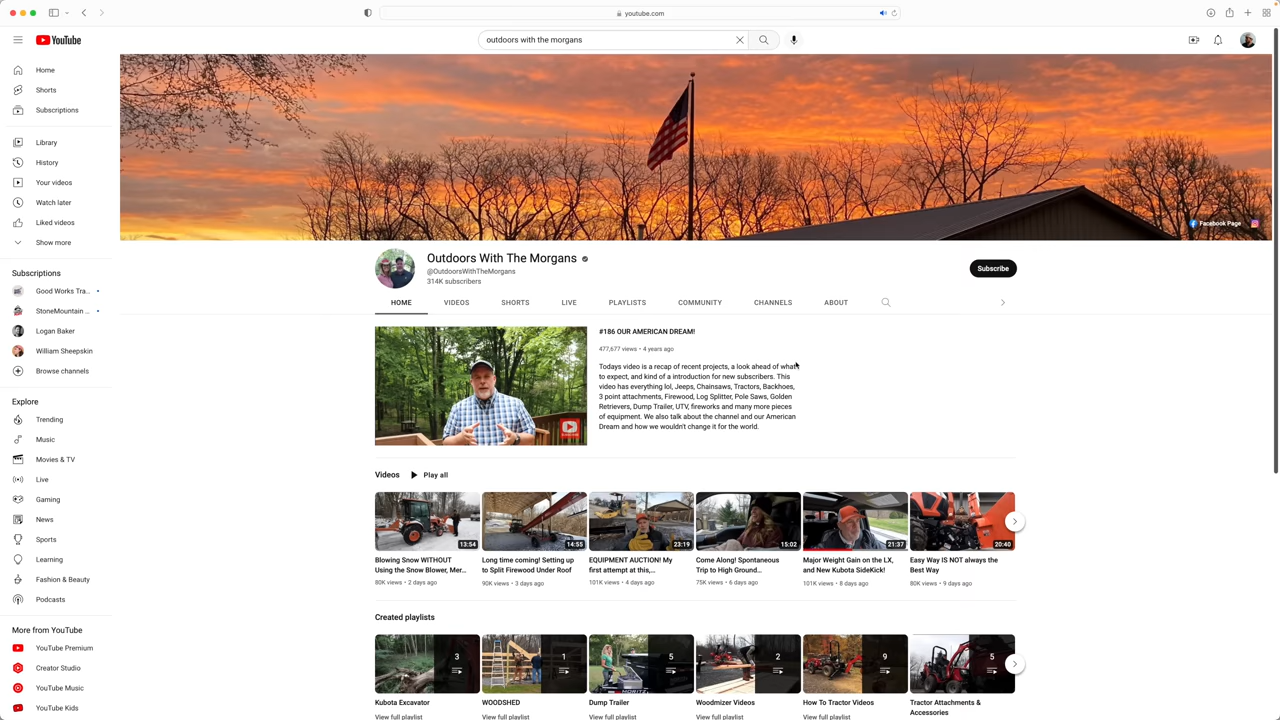 youtube.com
YouTube
outdoors with the morgans
Home
Shorts
Subscriptions
Library
History
Your videos
Watch later
Liked videos
Show more
Subscriptions
Good Works Tra...
StoneMountain ...
Logan Baker
William Sheepskin
Browse channels
Explore
Trending
Music
Movies & TV
Live
Gaming
News
Sports
Learning
Fashion & Beauty
Podcasts
More from YouTube
YouTube Premium
Creator Studio
YouTube Music
YouTube Kids
Facebook Page
Outdoors With The Morgans
@OutdoorsWithTheMorgans
314K subscribers
Subscribe
HOME VIDEOS SHORTS LIVE PLAYLISTS COMMUNITY CHANNELS ABOUT
#186 OUR AMERICAN DREAM!
477,677 views • 4 years ago
Todays video is a recap of recent projects, a look ahead of what
to expect, and kind of a introduction for new subscribers. This
video has everything lol, Jeeps, Chainsaws, Tractors, Backhoes,
3 point attachments, Firewood, Log Splitter, Pole Saws, Golden
Retrievers, Dump Trailer, UTV, fireworks and many more pieces
of equipment. We also talk about the channel and our American
Dream and how we wouldn't change it for the world.
Videos Play all
13:54 14:55 23:19 15:02 21:37 20:40
Blowing Snow WITHOUT
Using the Snow Blower, Mer...
80K views • 2 days ago
Long time coming! Setting up
to Split Firewood Under Roof
90K views • 3 days ago
EQUIPMENT AUCTION! My
first attempt at this,...
101K views • 4 days ago
Come Along! Spontaneous
Trip to High Ground...
75K views • 6 days ago
Major Weight Gain on the LX,
and New Kubota SideKick!
101K views • 8 days ago
Easy Way IS NOT always the
Best Way
80K views • 9 days ago
Created playlists
3 1 5 2 9 5
Kubota Excavator
View full playlist
WOODSHED
View full playlist
Dump Trailer
View full playlist
Woodmizer Videos
View full playlist
How To Tractor Videos
View full playlist
Tractor Attachments &
Accessories